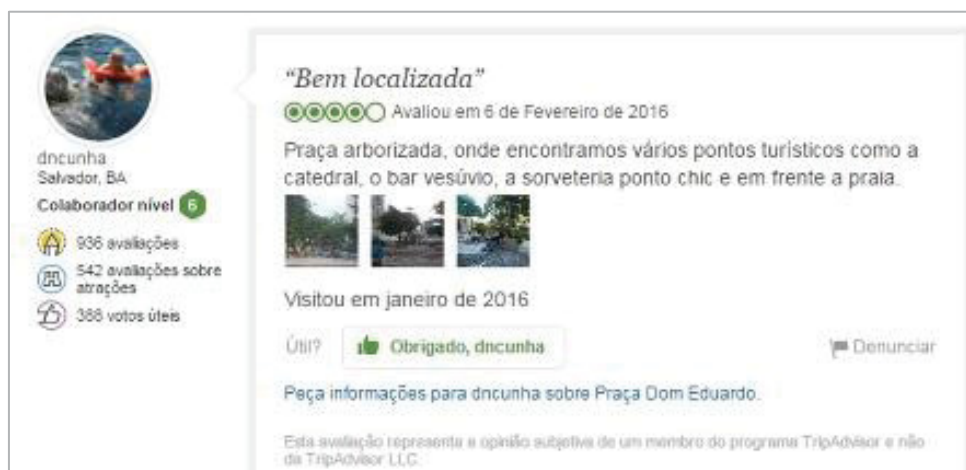 dncunha
Salvador, BA
Colaborador nível 6
936 avaliações
542 avaliações sobre
atrações
388 votos úteis
“Bem localizada”
Avaliou em 6 de Fevereiro de 2016
Praça arborizada, onde encontramos vários pontos turísticos como a
catedral, o bar vesúvio, a sorveteria ponto chic e em frente a praia.
Visitou em janeiro de 2016
Útil?
Obrigado, dncunha
Denunciar
Peça informações para dncunha sobre Praça Dom Eduardo.
Esta avaliação representa a opinião subjetiva de um membro do programa TripAdvisor e não
da TripAdvisor LLC.